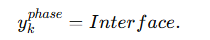 y_k^{phase} = Interface.